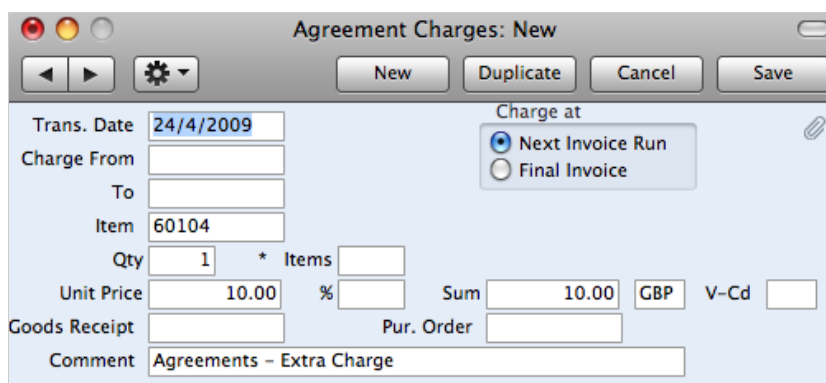 Agreement Charges: New
New Duplicate Cancel Save
Charge at
Trans. Date 24/4/2009 Next Invoice Run
Charge From Final Invoice
To
Item 60104
Qty 1 * Items
Unit Price 10.00 % Sum 10.00 GBP V-Cd
Goods Receipt Pur. Order
Comment Agreements - Extra Charge